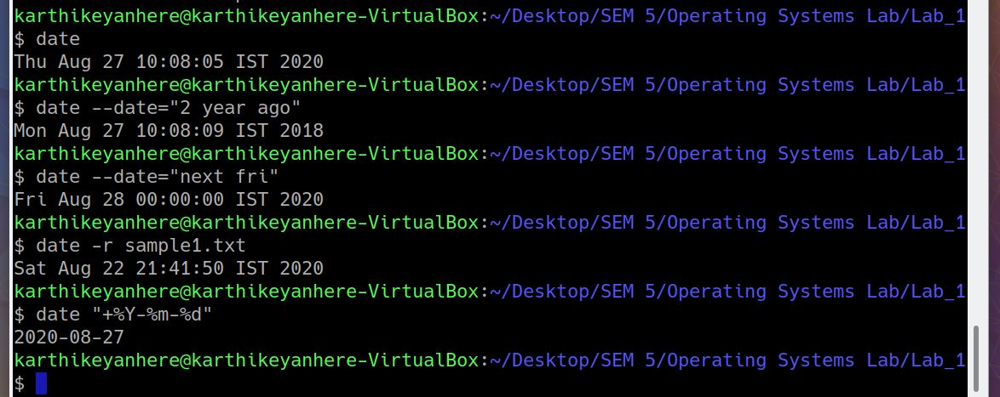 karthikeyanhere@karthikeyanhere-VirtualBox:~/Desktop/SEM 5/Operating Systems Lab/Lab_1
$ date
Thu Aug 27 10:08:05 IST 2020
karthikeyanhere@karthikeyanhere-VirtualBox:~/Desktop/SEM 5/Operating Systems Lab/Lab_1
$ date --date="2 year ago"
Mon Aug 27 10:08:09 IST 2018
karthikeyanhere@karthikeyanhere-VirtualBox:~/Desktop/SEM 5/Operating Systems Lab/Lab_1
$ date --date="next fri"
Fri Aug 28 00:00:00 IST 2020
karthikeyanhere@karthikeyanhere-VirtualBox:~/Desktop/SEM 5/Operating Systems Lab/Lab_1
$ date -r sample1.txt
Sat Aug 22 21:41:50 IST 2020
karthikeyanhere@karthikeyanhere-VirtualBox:~/Desktop/SEM 5/Operating Systems Lab/Lab_1
$ date "+%Y-%m-%d"
2020-08-27
karthikeyanhere@karthikeyanhere-VirtualBox:~/Desktop/SEM 5/Operating Systems Lab/Lab_1
$